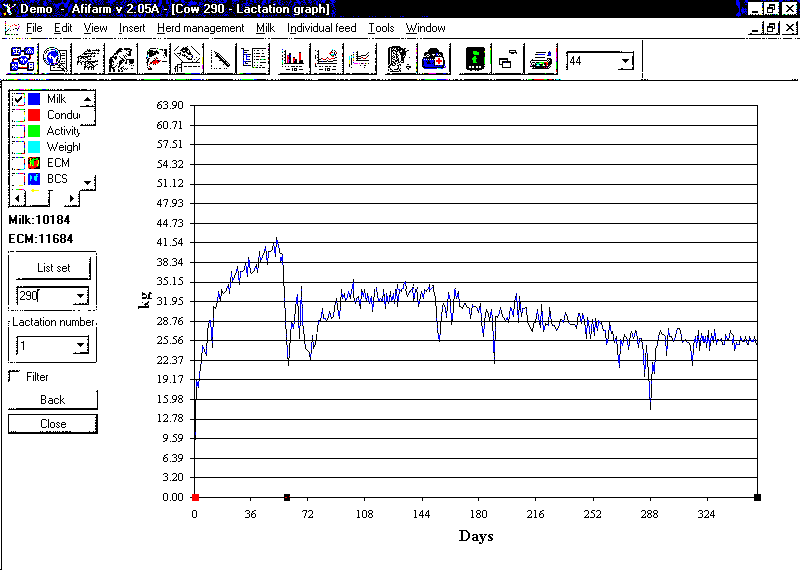 Demo - Afifarm v 2.05A - [Cow 290 - Lactation graph]
File Edit View Insert Herd management Milk Individual feed Tools Window
44
Milk
Condu
Activity
Weight
ECM
BCS
Milk:10184
ECM:11684
List set
290
Lactation number
1
Filter
Back
Close
63.90
60.71
57.51
54.32
51.12
47.93
44.73
41.54
38.34
35.15
31.95
28.76
25.56
22.37
19.17
15.98
12.78
9.59
6.39
3.20
0.00
kg
0 36 72 108 144 180 216 252 288 324
Days